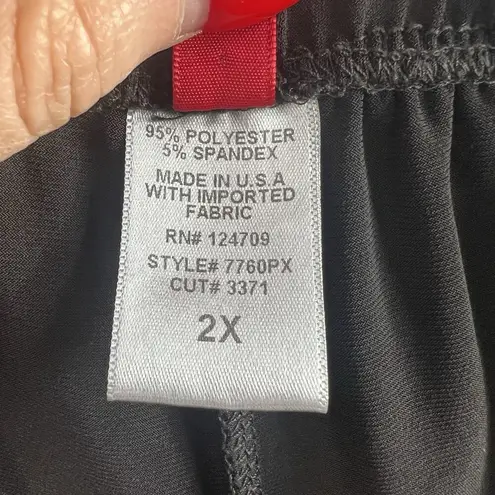 95% POLYESTER
5% SPANDEX
MADE IN U.S.A
WITH IMPORTED
FABRIC
RN# 124709
STYLE# 7760PX
CUT# 3371
2X